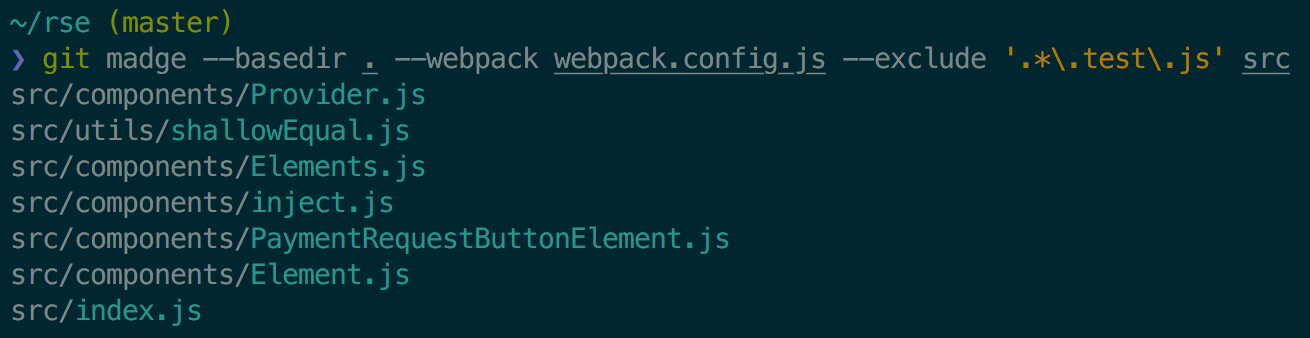 ~/rse (master)
❯ git madge --basedir . --webpack webpack.config.js --exclude '.*\.test\.js' src
src/components/Provider.js
src/utils/shallowEqual.js
src/components/Elements.js
src/components/inject.js
src/components/PaymentRequestButtonElement.js
src/components/Element.js
src/index.js